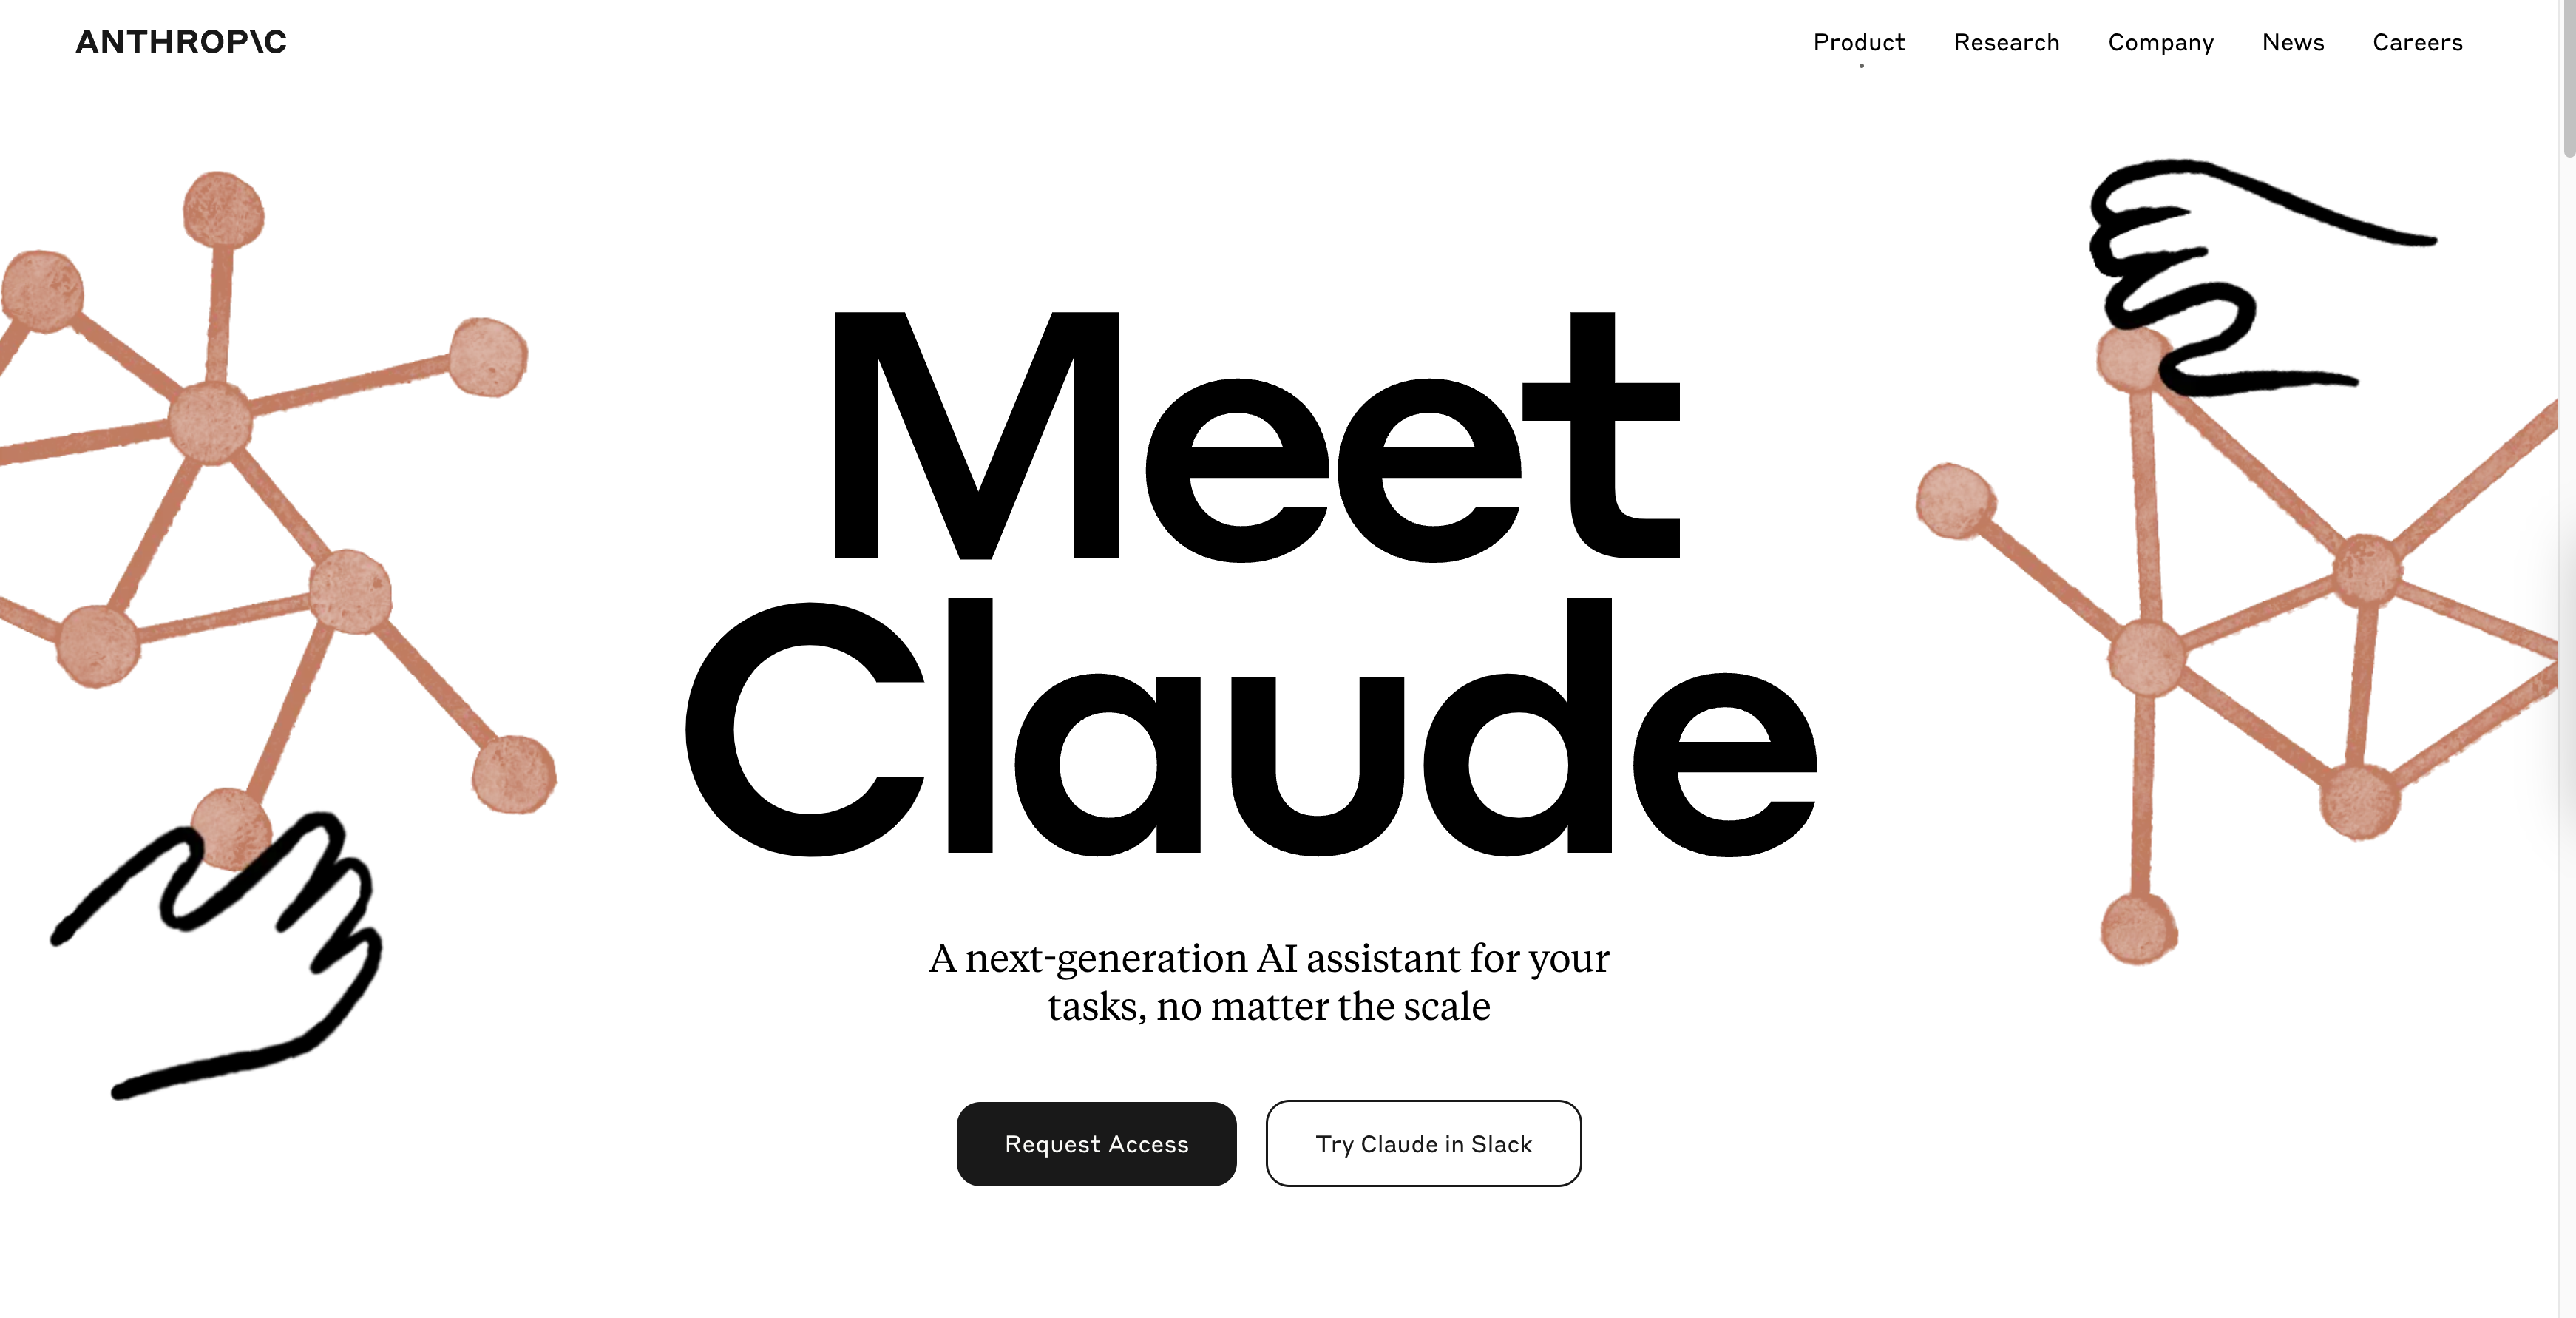 ANTHROP\C
Product Research Company News Careers
Meet
Claude
A next-generation AI assistant for your
tasks, no matter the scale
Request Access
Try Claude in Slack